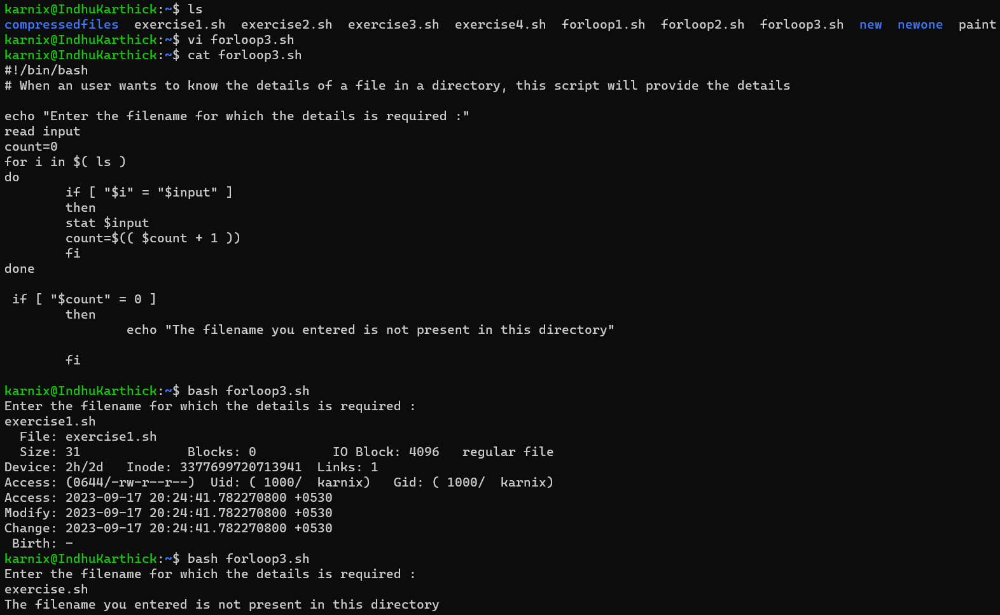 karnix@IndhuKarthick:~$ ls
compressedfiles  exercise1.sh  exercise2.sh  exercise3.sh  exercise4.sh  forloop1.sh  forloop2.sh  forloop3.sh  new  newone  paint
karnix@IndhuKarthick:~$ vi forloop3.sh
karnix@IndhuKarthick:~$ cat forloop3.sh
#!/bin/bash
# When an user wants to know the details of a file in a directory, this script will provide the details

echo "Enter the filename for which the details is required :"
read input
count=0
for i in $( ls )
do
        if [ "$i" = "$input" ]
        then
        stat $input
        count=$(( $count + 1 ))
        fi
done

 if [ "$count" = 0 ]
        then
                echo "The filename you entered is not present in this directory"

        fi

karnix@IndhuKarthick:~$ bash forloop3.sh
Enter the filename for which the details is required :
exercise1.sh
  File: exercise1.sh
  Size: 31              Blocks: 0          IO Block: 4096   regular file
Device: 2h/2d   Inode: 3377699720713941  Links: 1
Access: (0644/-rw-r--r--)  Uid: ( 1000/  karnix)   Gid: ( 1000/  karnix)
Access: 2023-09-17 20:24:41.782270800 +0530
Modify: 2023-09-17 20:24:41.782270800 +0530
Change: 2023-09-17 20:24:41.782270800 +0530
 Birth: -
karnix@IndhuKarthick:~$ bash forloop3.sh
Enter the filename for which the details is required :
exercise.sh
The filename you entered is not present in this directory